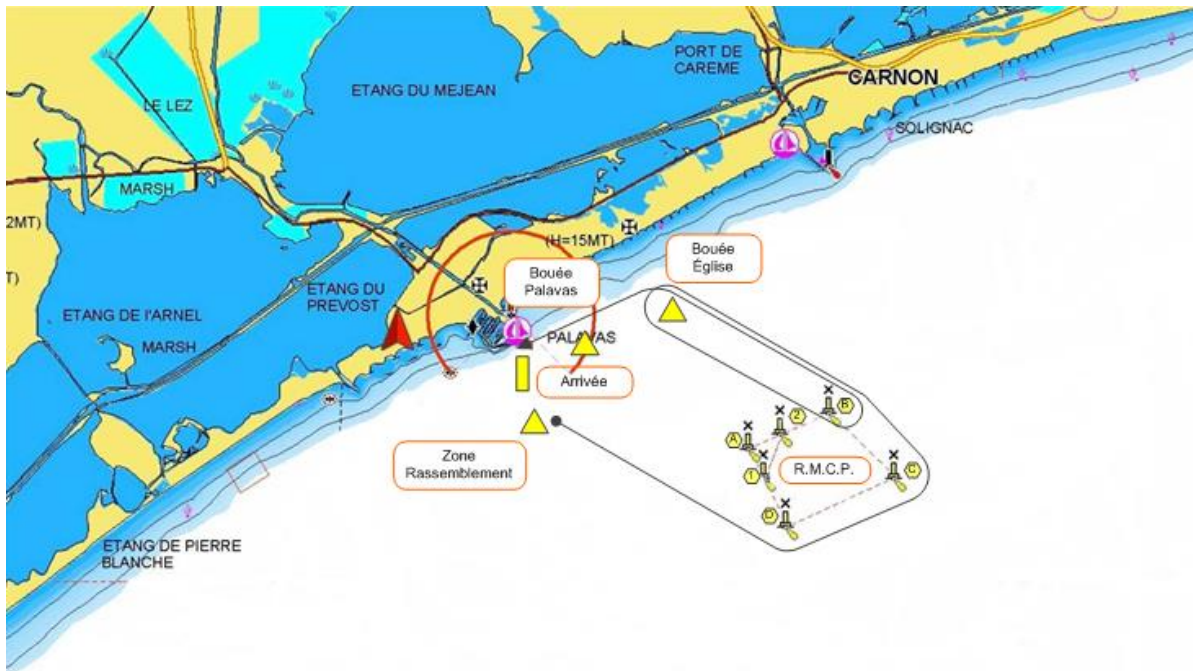 PORT DE
CAREME
CARNON
ETANG DU MEJEAN
LE LEZ
SOLIGNAC
MARSH
2MT)
(H=15MT)
Bouée
Église
Bouée
Palavas
T)
ETANG DU
PREVOST
ETANG DE l'ARNEL
MARSH
PALAVAS
Arrivée
B
2
A
Zone
Rassemblement
R.M.C.P.
C
1
D
ETANG DE PIERRE
BLANCHE